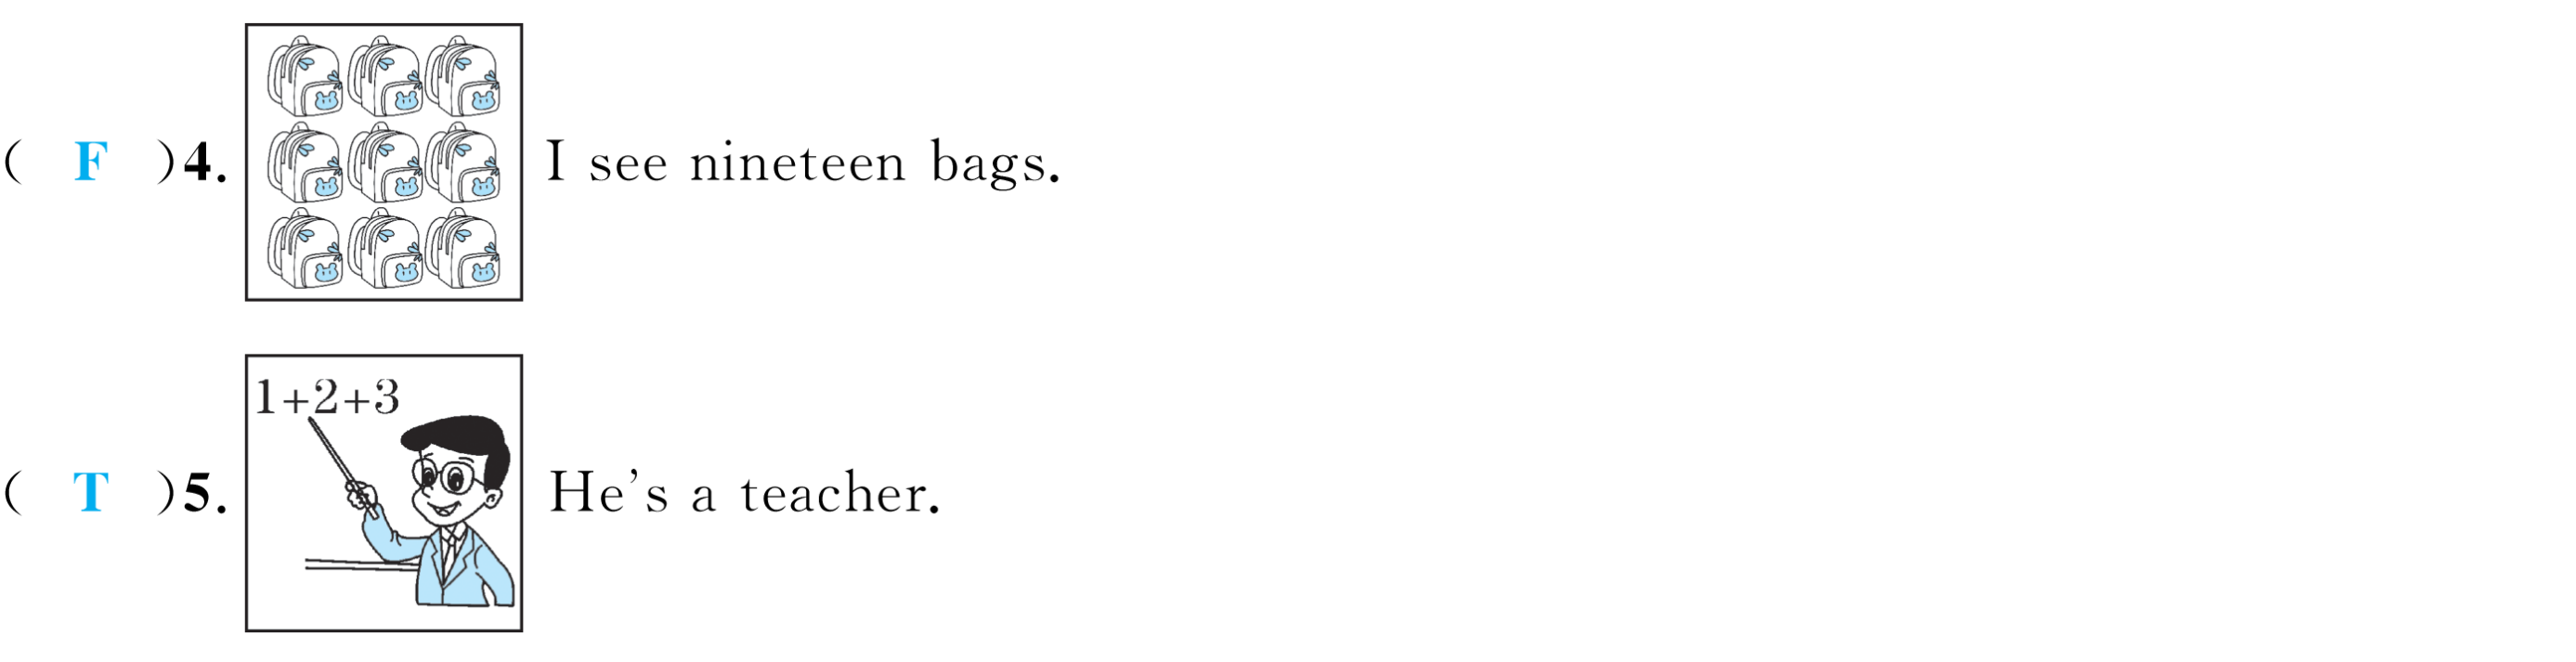 ( F )4. I see nineteen bags.
1+2+3
( T )5. He's a teacher.